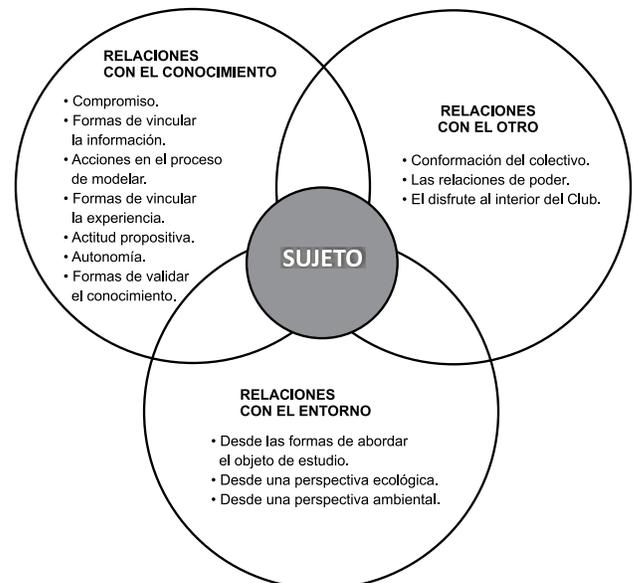 RELACIONES
CON EL CONOCIMIENTO
• Compromiso.
• Formas de vincular
la información.
• Acciones en el proceso
de modelar.
• Formas de vincular
la experiencia.
• Actitud propositiva.
• Autonomía.
• Formas de validar
el conocimiento.
RELACIONES
CON EL OTRO
• Conformación del colectivo.
• Las relaciones de poder.
• El disfrute al interior del Club.
SUJETO
RELACIONES
CON EL ENTORNO
• Desde las formas de abordar
el objeto de estudio.
• Desde una perspectiva ecológica.
• Desde una perspectiva ambiental.